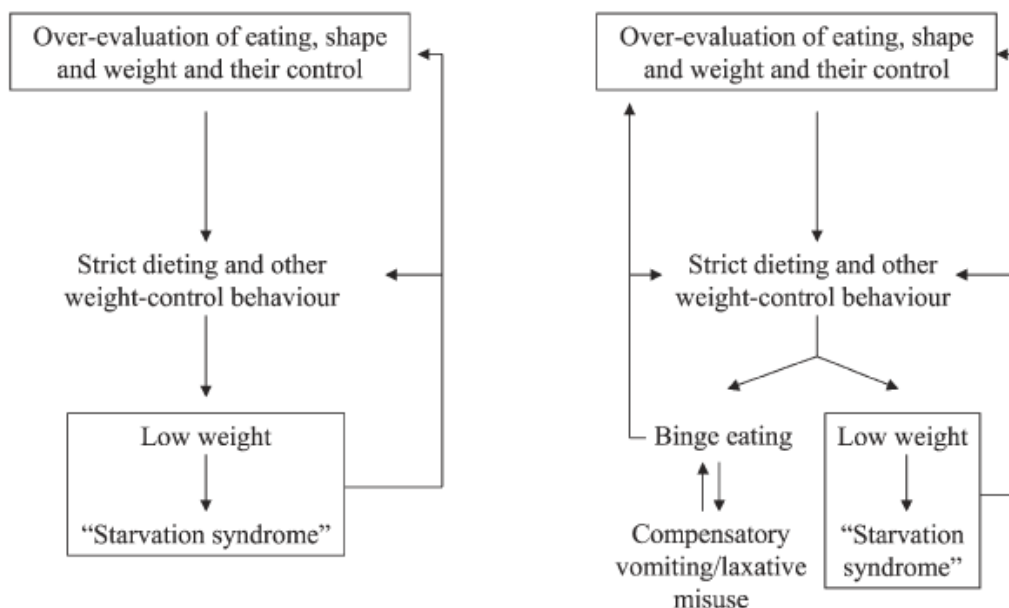 Over-evaluation of eating, shape
and weight and their control
Strict dieting and other
weight-control behaviour
Low weight
“Starvation syndrome”
Over-evaluation of eating, shape
and weight and their control
Strict dieting and other
weight-control behaviour
Binge eating
Compensatory
vomiting/laxative
misuse
Low weight
“Starvation
syndrome”